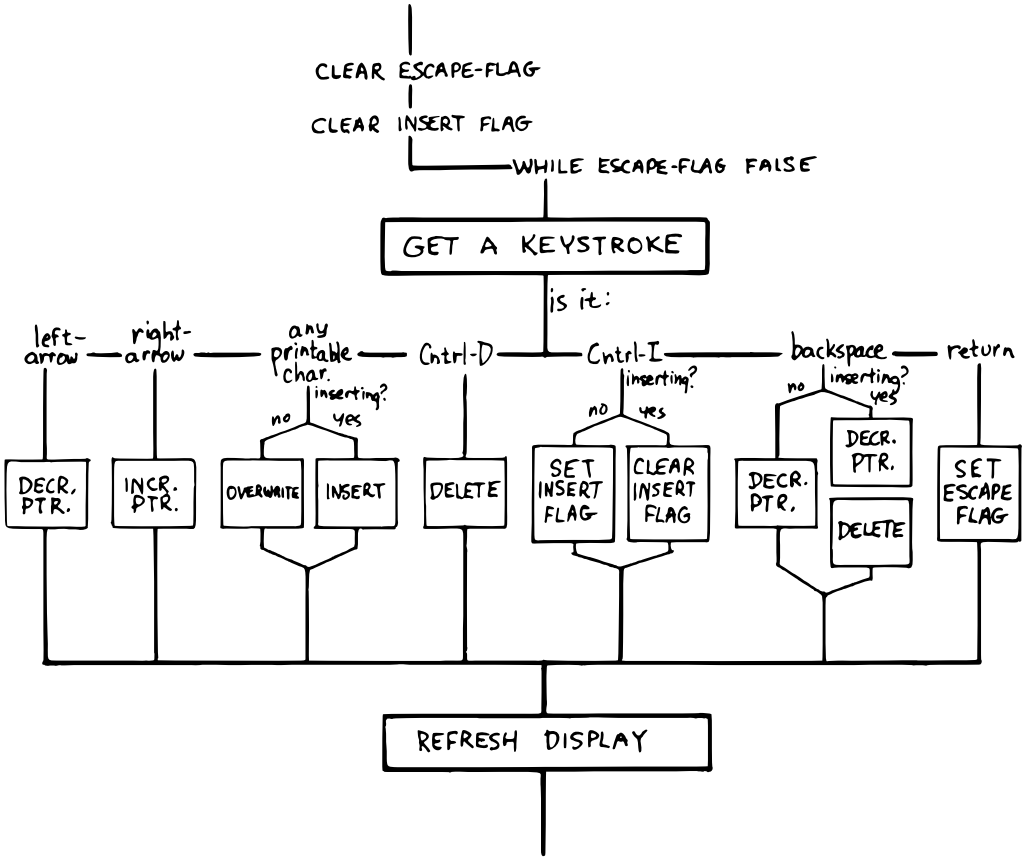 CLEAR ESCAPE-FLAG
CLEAR INSERT FLAG
WHILE ESCAPE-FLAG FALSE
GET A KEYSTROKE
is it:
left-
arrow
right-
arrow
any
printable
char.
Cntrl-D
Cntrl-I
backspace
return
inserting?
no
yes
inserting?
no
yes
inserting?
no
yes
DECR.
PTR.
INCR.
PTR.
OVERWRITE
INSERT
DELETE
SET
INSERT
FLAG
CLEAR
INSERT
FLAG
DECR.
PTR.
DECR.
PTR.
DELETE
SET
ESCAPE
FLAG
REFRESH DISPLAY